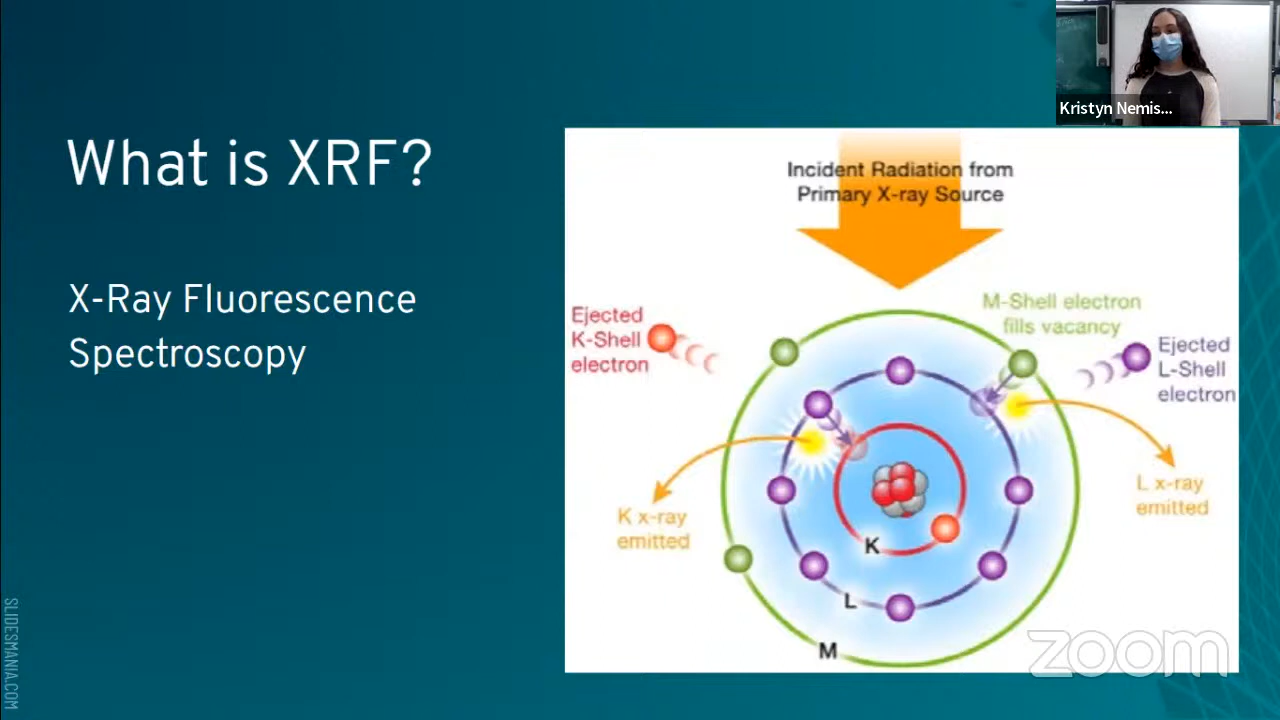 What is XRF?
X-Ray Fluorescence
Spectroscopy
Kristyn Nemis...
Incident Radiation from
Primary X-ray Source
Ejected
K-Shell
electron
M-Shell electron
fills vacancy
Ejected
L-Shell
electron
K x-ray
emitted
L x-ray
emitted
K
L
M
zoom
SLIDESMANIA.COM